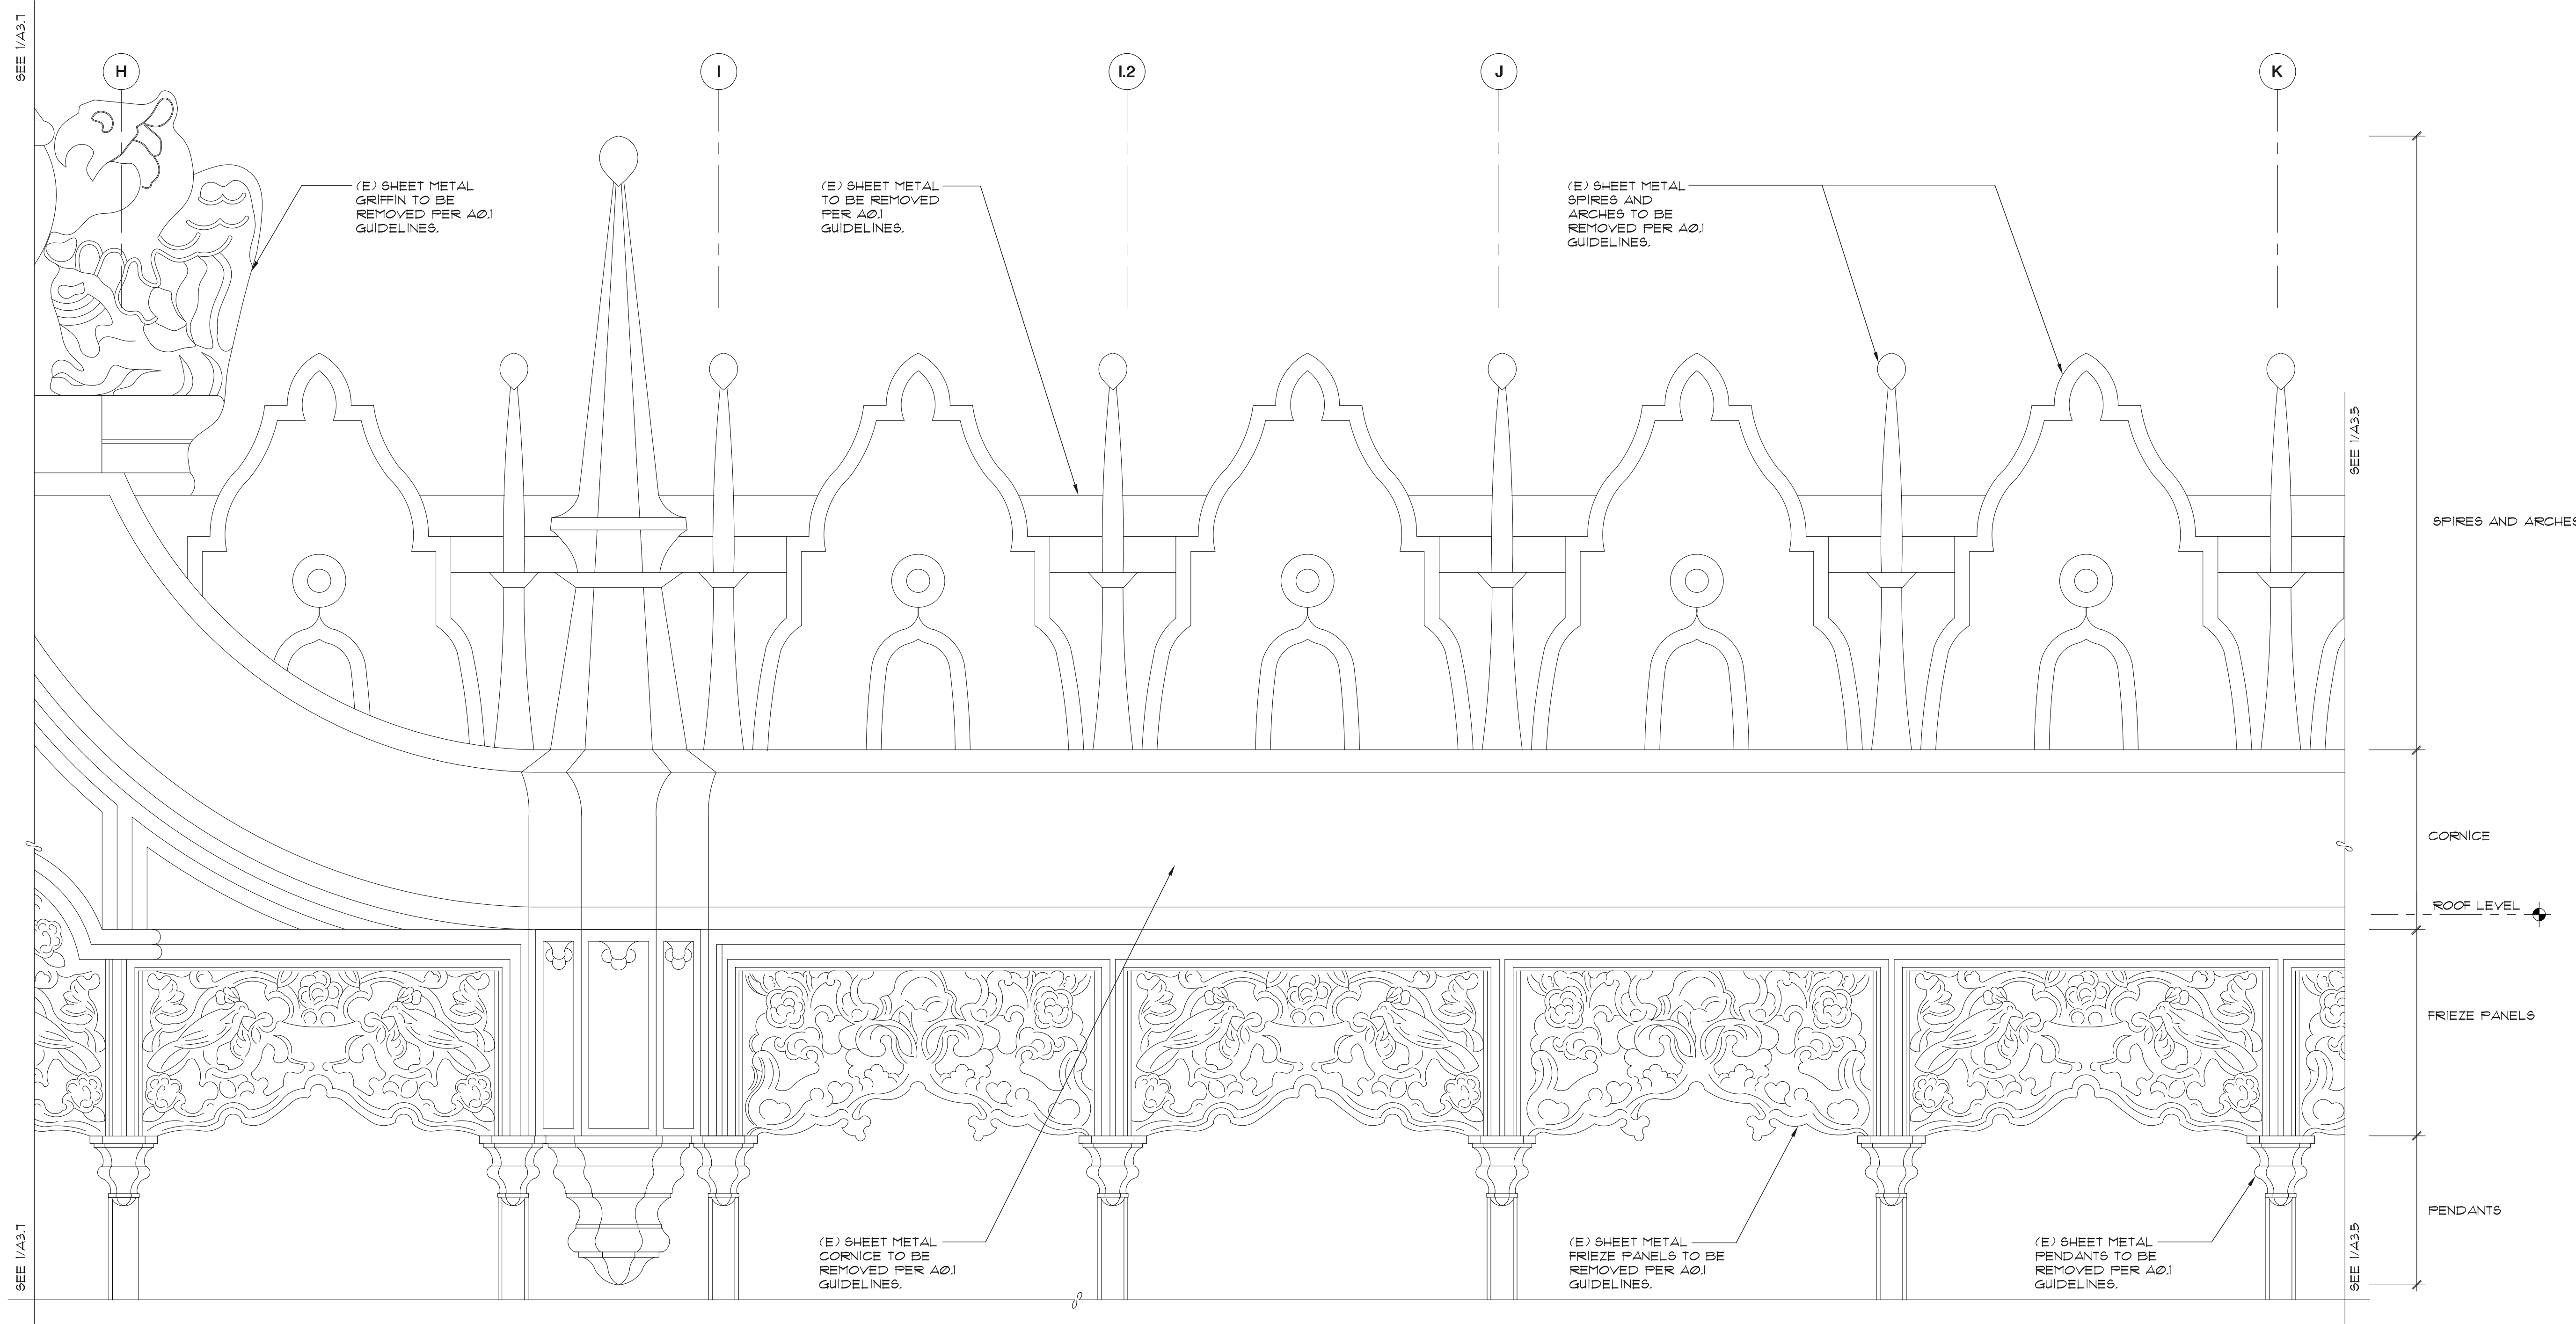 SEE 1/A3.7
H
I
I.2
J
K
(E) SHEET METAL
GRIFFIN TO BE
REMOVED PER A0.1
GUIDELINES.
(E) SHEET METAL
TO BE REMOVED
PER A0.1
GUIDELINES.
(E) SHEET METAL
SPIRES AND
ARCHES TO BE
REMOVED PER A0.1
GUIDELINES.
SEE 1/A3.5
SPIRES AND ARCHES
CORNICE
ROOF LEVEL
FRIEZE PANELS
PENDANTS
SEE 1/A3.7
(E) SHEET METAL
CORNICE TO BE
REMOVED PER A0.1
GUIDELINES.
(E) SHEET METAL
FRIEZE PANELS TO BE
REMOVED PER A0.1
GUIDELINES.
(E) SHEET METAL
PENDANTS TO BE
REMOVED PER A0.1
GUIDELINES.
SEE 1/A3.5